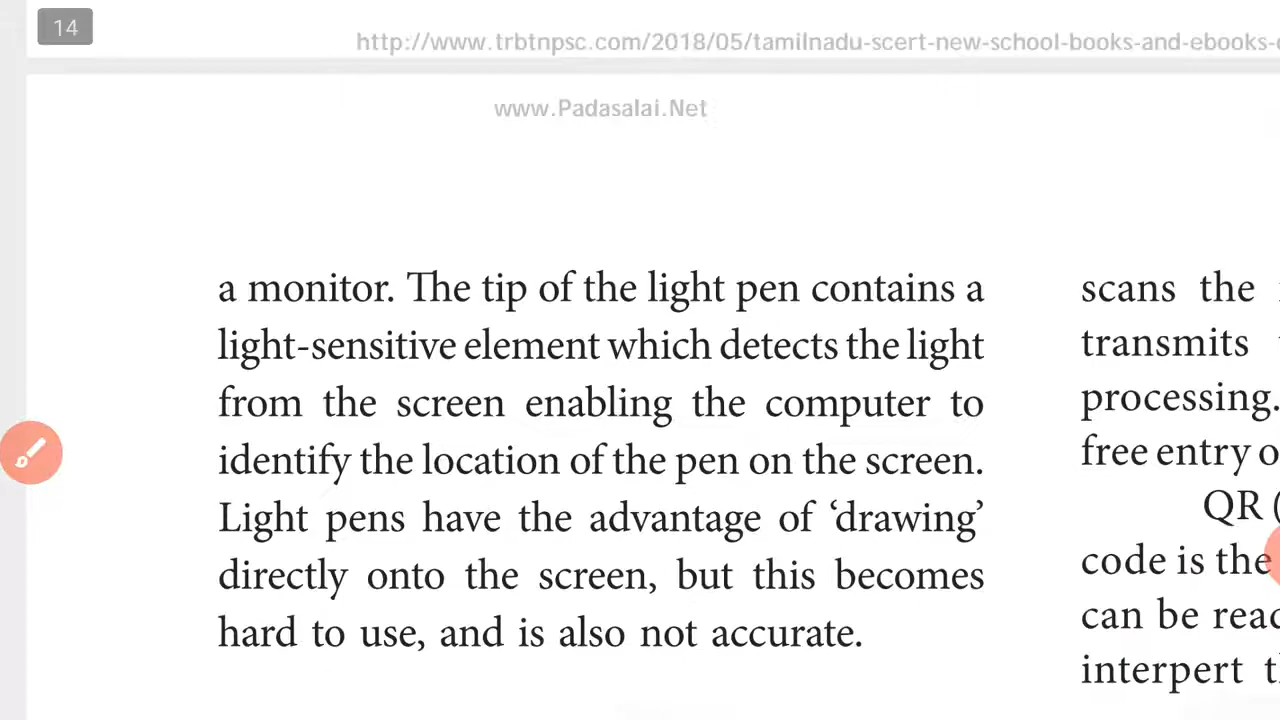 14
http://www.trbtnpsc.com/2018/05/tamilnadu-scert-new-school-books-and-ebooks-
www.Padasalai.Net
a monitor. The tip of the light pen contains a
light-sensitive element which detects the light
from the screen enabling the computer to
identify the location of the pen on the screen.
Light pens have the advantage of ‘drawing’
directly onto the screen, but this becomes
hard to use, and is also not accurate.
scans the
transmits
processing.
free entry
QR (
code is the
can be
interpert